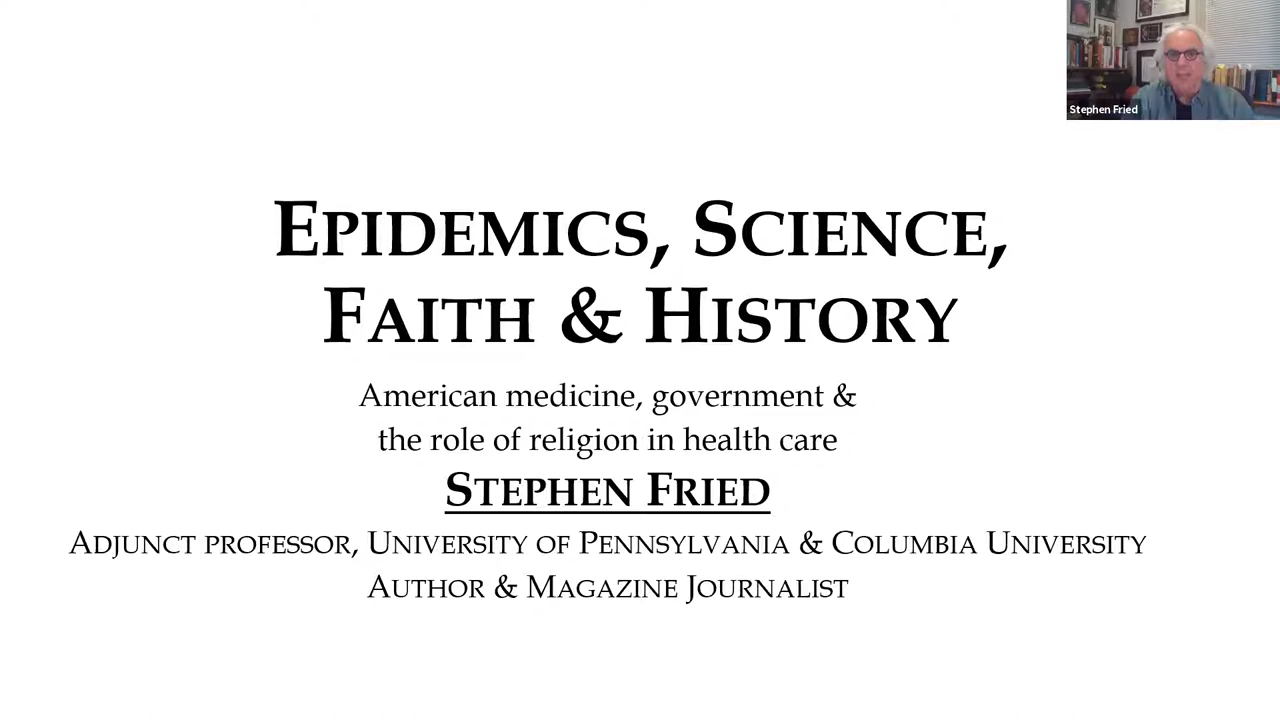 Stephen Fried
EPIDEMICS, SCIENCE,
FAITH & HISTORY
American medicine, government &
the role of religion in health care
STEPHEN FRIED
ADJUNCT PROFESSOR, UNIVERSITY OF PENNSYLVANIA & COLUMBIA UNIVERSITY
AUTHOR & MAGAZINE JOURNALIST